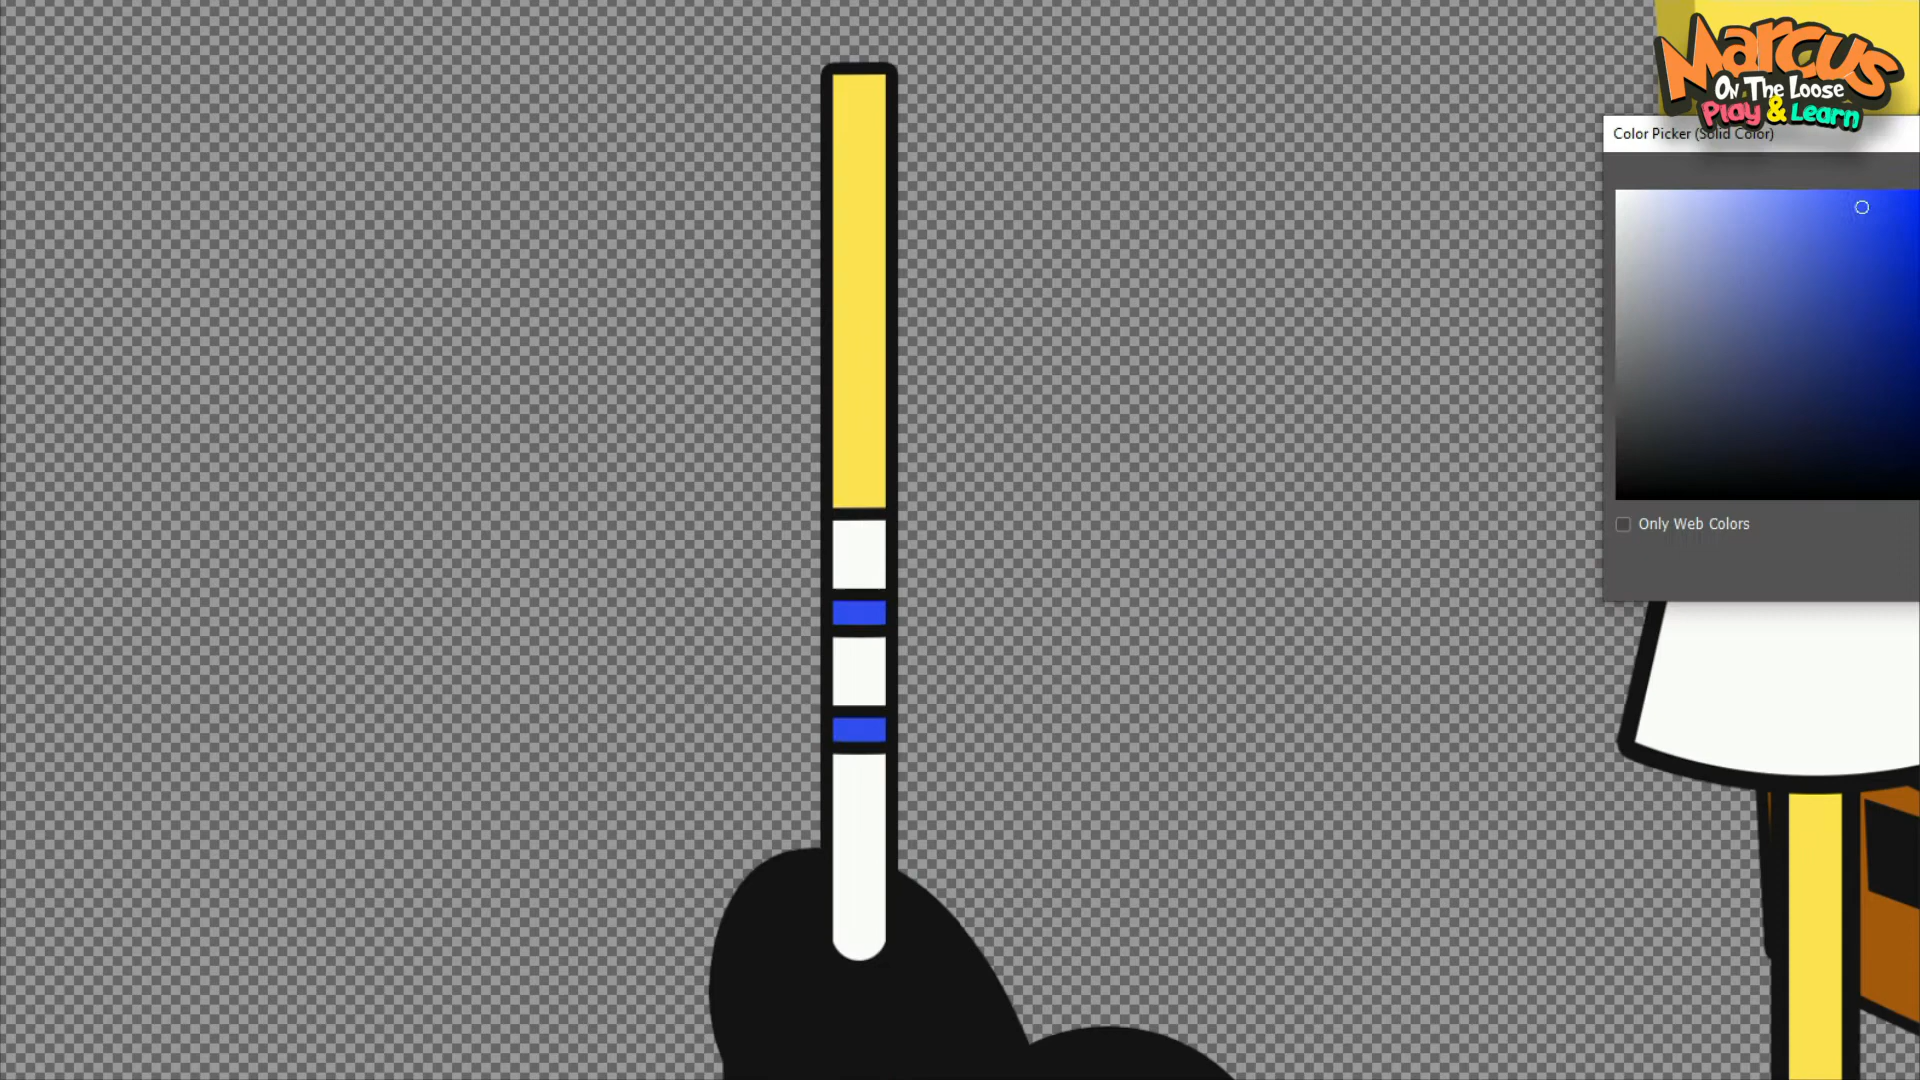 Marcus
On The Loose
Play & Learn
Color Picker (Solid Color)
Only Web Colors